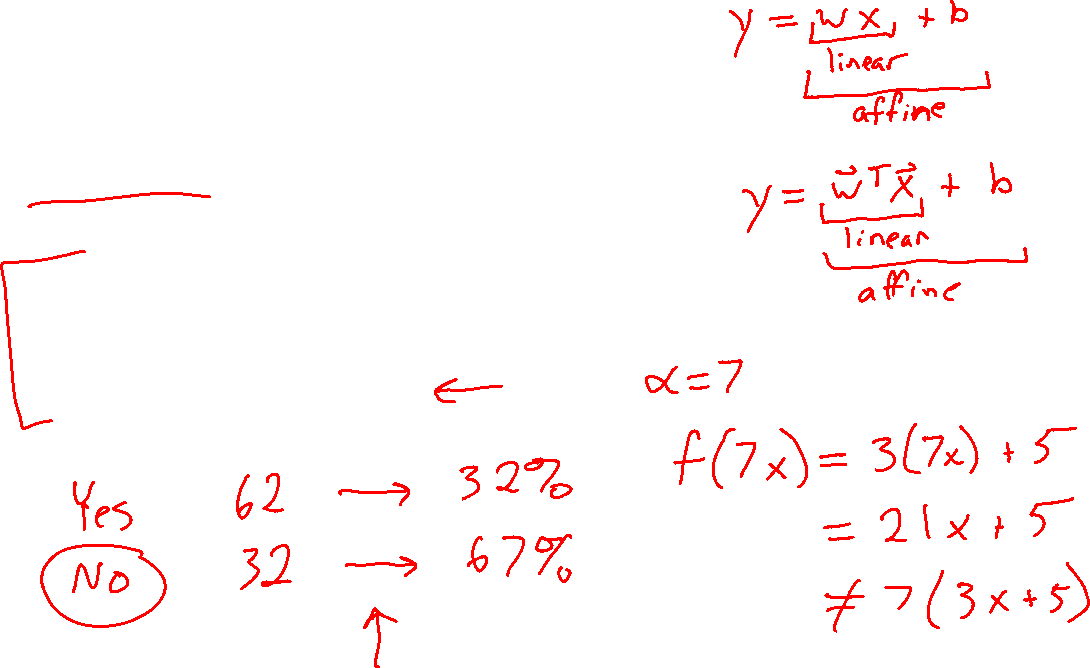 y = w x + b
linear
affine
y = w⃗ᵀx⃗ + b
linear
affine
α = 7
f(7x) = 3(7x) + 5
= 21x + 5
≠ 7(3x + 5)
Yes 62 → 32%
No 32 → 67%